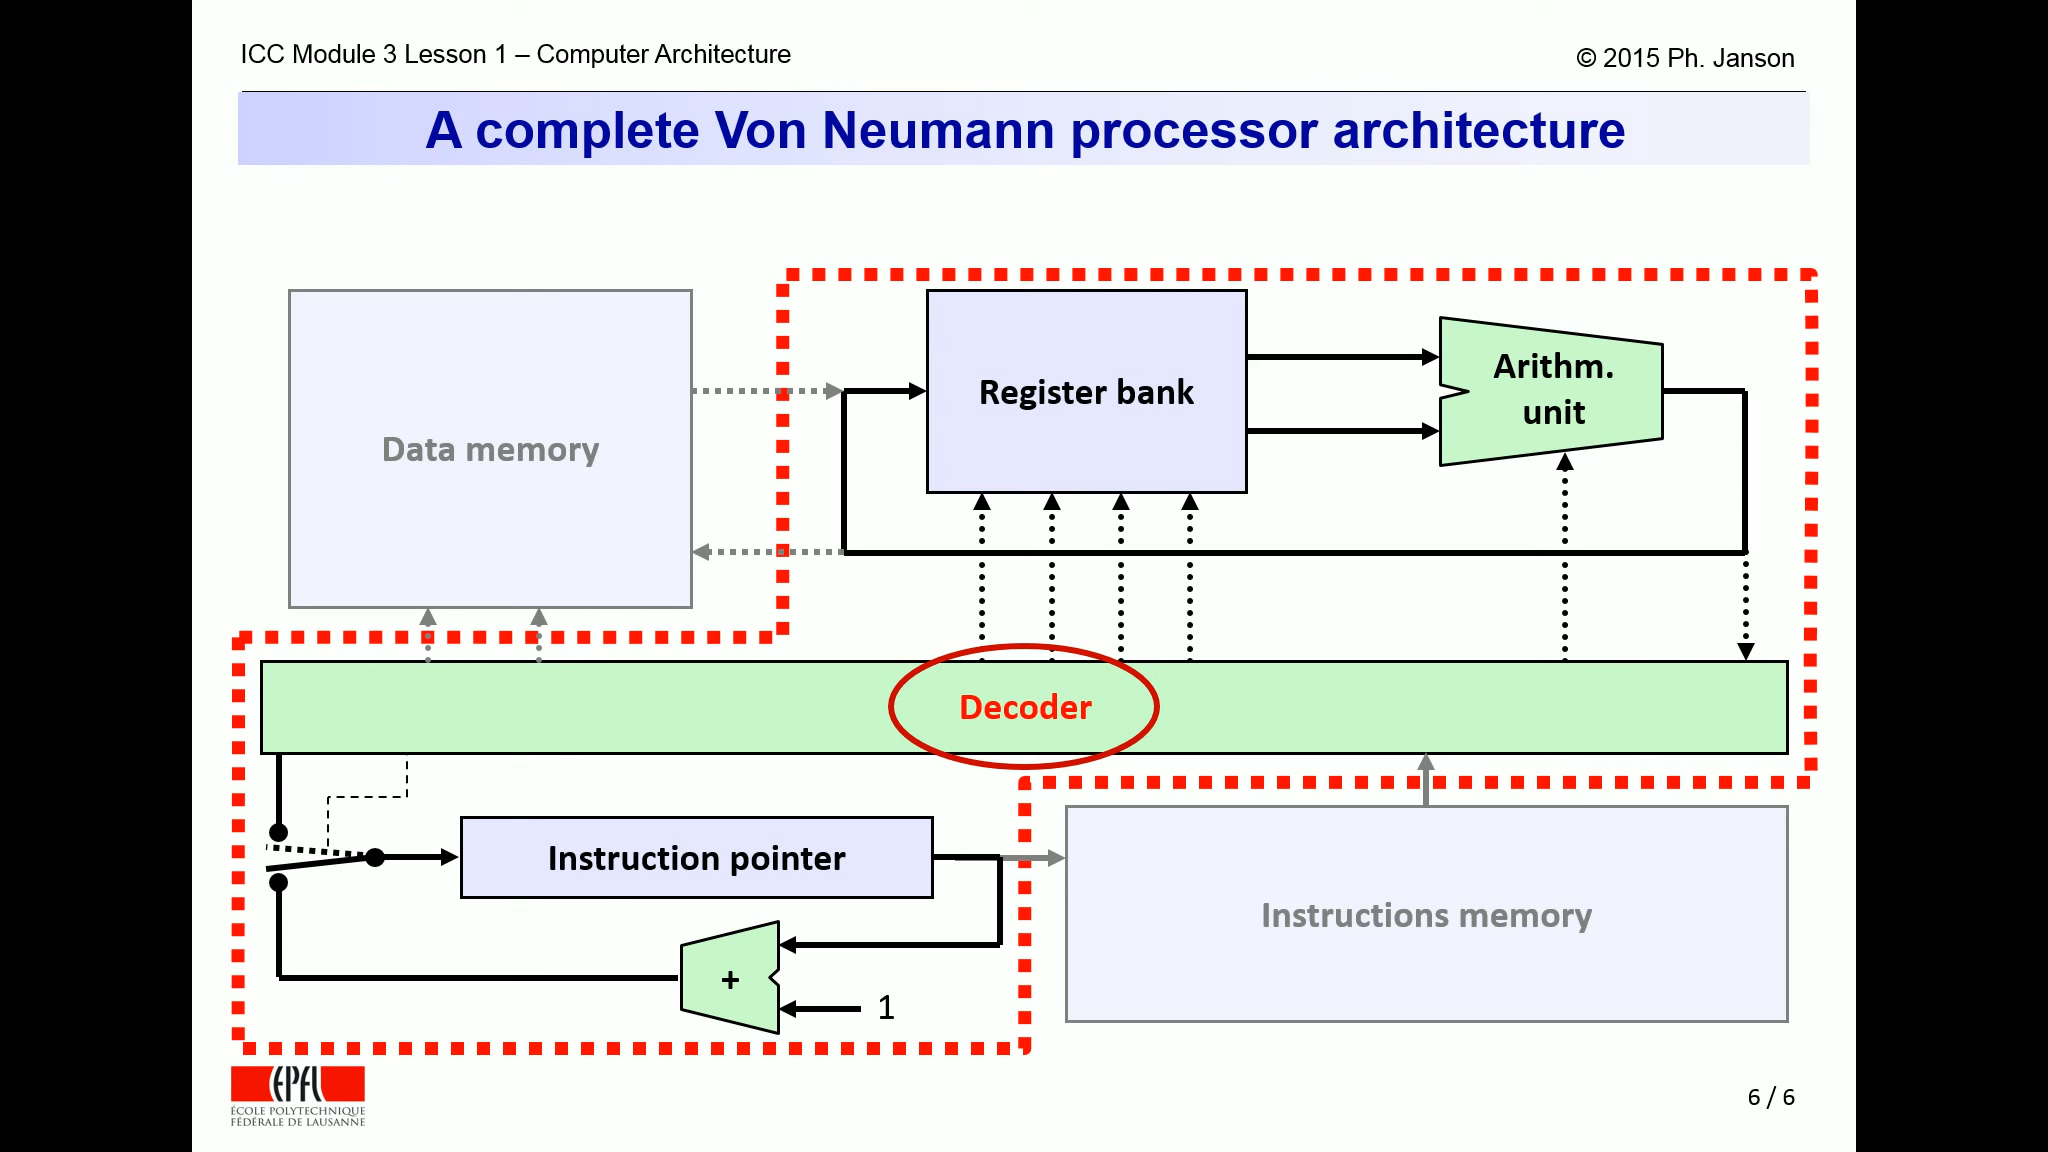 ICC Module 3 Lesson 1 – Computer Architecture
© 2015 Ph. Janson
A complete Von Neumann processor architecture
Data memory
Register bank
Arithm.
unit
Decoder
Instruction pointer
Instructions memory
+
1
EPFL
ÉCOLE POLYTECHNIQUE
FÉDÉRALE DE LAUSANNE
6 / 6